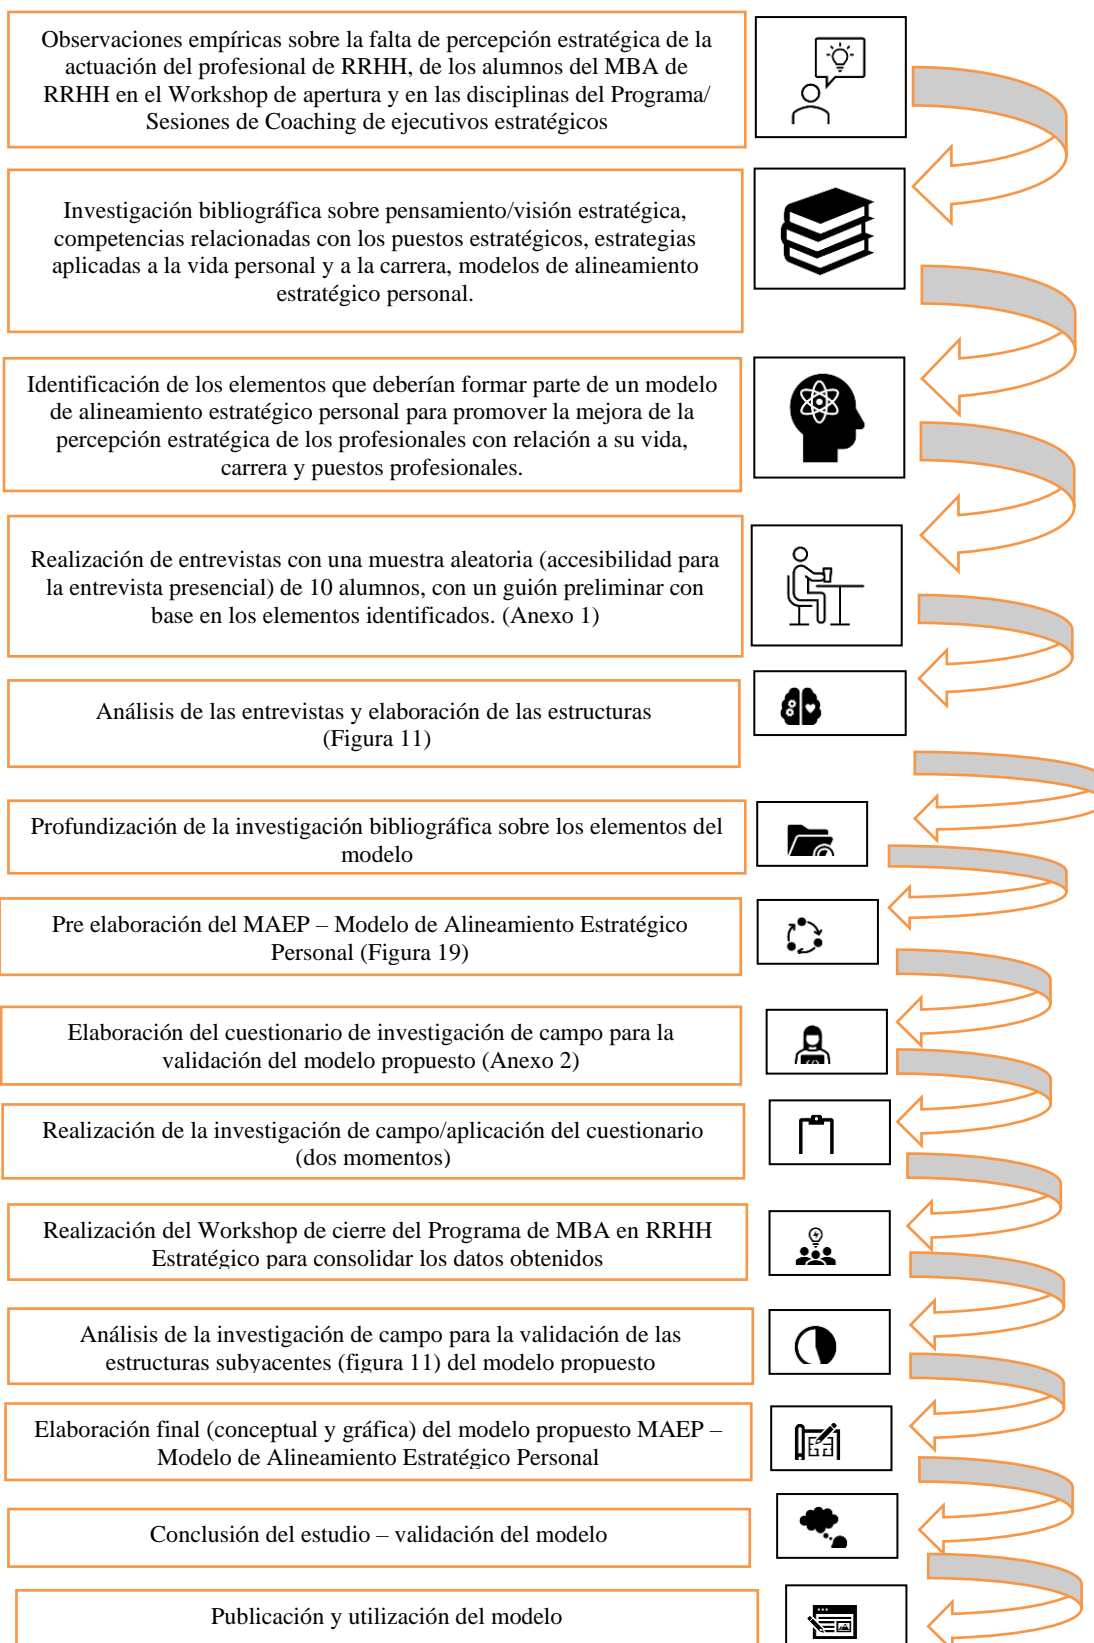 Observaciones empíricas sobre la falta de percepción estratégica de la
actuación del profesional de RRHH, de los alumnos del MBA de
RRHH en el Workshop de apertura y en las disciplinas del Programa/
Sesiones de Coaching de ejecutivos estratégicos
Investigación bibliográfica sobre pensamiento/visión estratégica,
competencias relacionadas con los puestos estratégicos, estrategias
aplicadas a la vida personal y a la carrera, modelos de alineamiento
estratégico personal.
Identificación de los elementos que deberían formar parte de un modelo
de alineamiento estratégico personal para promover la mejora de la
percepción estratégica de los profesionales con relación a su vida,
carrera y puestos profesionales.
Realización de entrevistas con una muestra aleatoria (accesibilidad para
la entrevista presencial) de 10 alumnos, con un guión preliminar con
base en los elementos identificados. (Anexo 1)
Análisis de las entrevistas y elaboración de las estructuras
(Figura 11)
Profundización de la investigación bibliográfica sobre los elementos del
modelo
Pre elaboración del MAEP – Modelo de Alineamiento Estratégico
Personal (Figura 19)
Elaboración del cuestionario de investigación de campo para la
validación del modelo propuesto (Anexo 2)
Realización de la investigación de campo/aplicación del cuestionario
(dos momentos)
Realización del Workshop de cierre del Programa de MBA en RRHH
Estratégico para consolidar los datos obtenidos
Análisis de la investigación de campo para la validación de las
estructuras subyacentes (figura 11) del modelo propuesto
Elaboración final (conceptual y gráfica) del modelo propuesto MAEP –
Modelo de Alineamiento Estratégico Personal
Conclusión del estudio – validación del modelo
Publicación y utilización del modelo